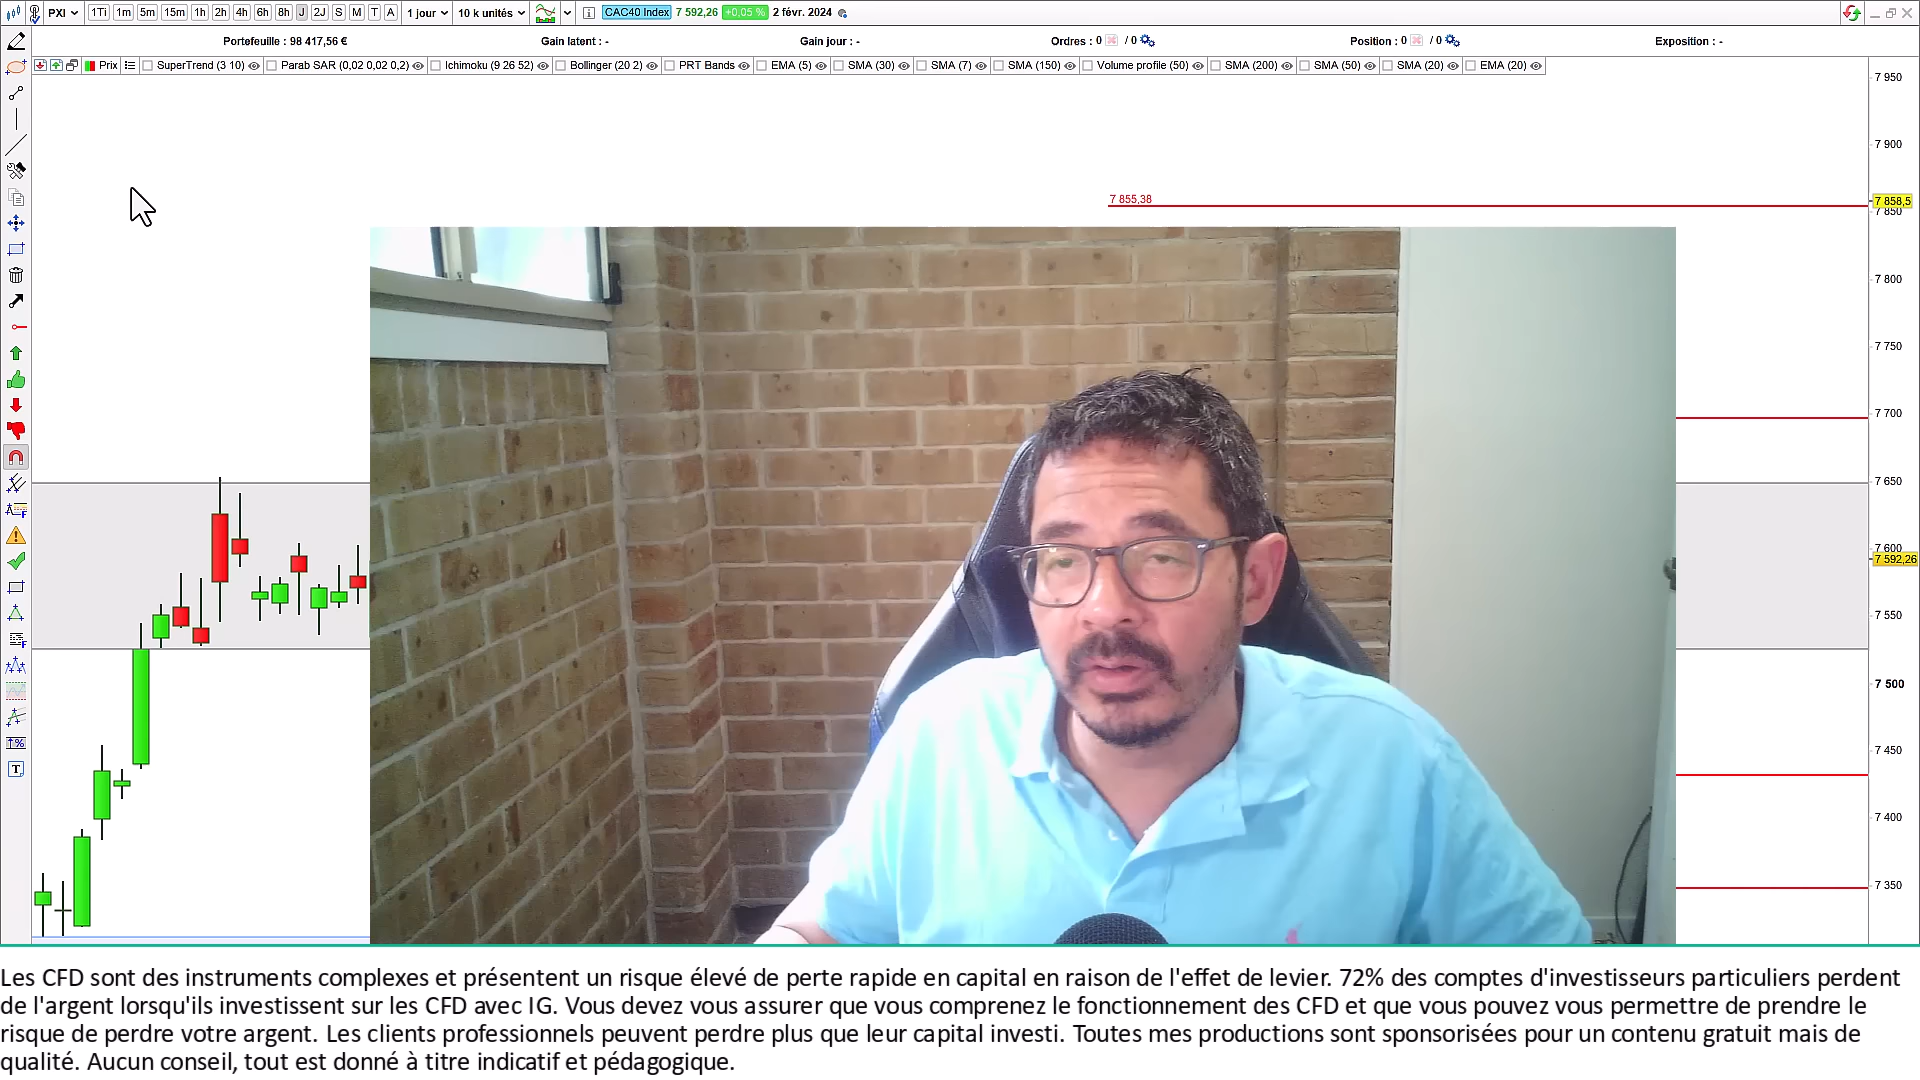 PXI 1Ti 1m 5m 15m 1h 2h 4h 6h 8h J 2J S M T A 1 jour 10 k unités CAC40 Index 7 592,26 +0,05 % 2 févr. 2024
Portefeuille : 98 417,56 € Gain latent : - Gain jour : - Ordres : 0 / 0 Position : 0 / 0 Exposition : -
Prix SuperTrend (3 10) Parab SAR (0,02 0,02 0,2) Ichimoku (9 26 52) Bollinger (20 2) PRT Bands EMA (5) SMA (30) SMA (7) SMA (150) Volume profile (50) SMA (200) SMA (50) SMA (20) EMA (20)
7 950
7 900
7 855,38
7 858,5
7 850
7 800
7 750
7 700
7 650
7 600
7 592,26
7 550
7 500
7 450
7 400
7 350
Les CFD sont des instruments complexes et présentent un risque élevé de perte rapide en capital en raison de l'effet de levier. 72% des comptes d'investisseurs particuliers perdent
de l'argent lorsqu'ils investissent sur les CFD avec IG. Vous devez vous assurer que vous comprenez le fonctionnement des CFD et que vous pouvez vous permettre de prendre le
risque de perdre votre argent. Les clients professionnels peuvent perdre plus que leur capital investi. Toutes mes productions sont sponsorisées pour un contenu gratuit mais de
qualité. Aucun conseil, tout est donné à titre indicatif et pédagogique.